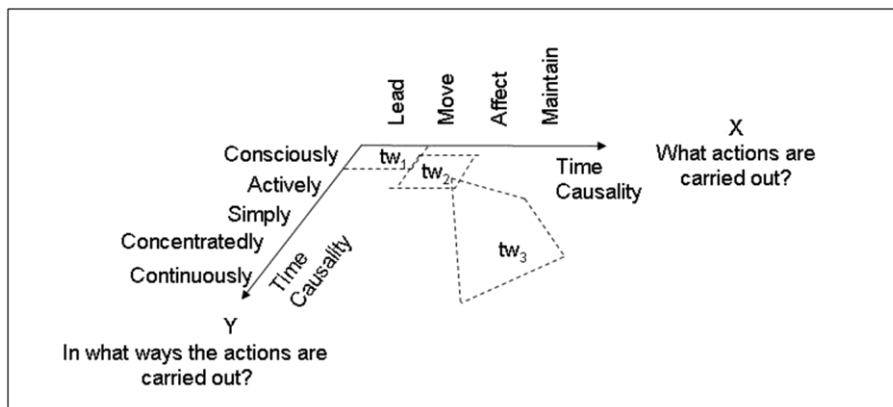 Lead
Move
Affect
Maintain
X
What actions are
carried out?
Time
Causality
Consciously
Actively
Simply
Concentratedly
Continuously
tw1
tw2
tw3
Time
Causality
Y
In what ways the actions are
carried out?